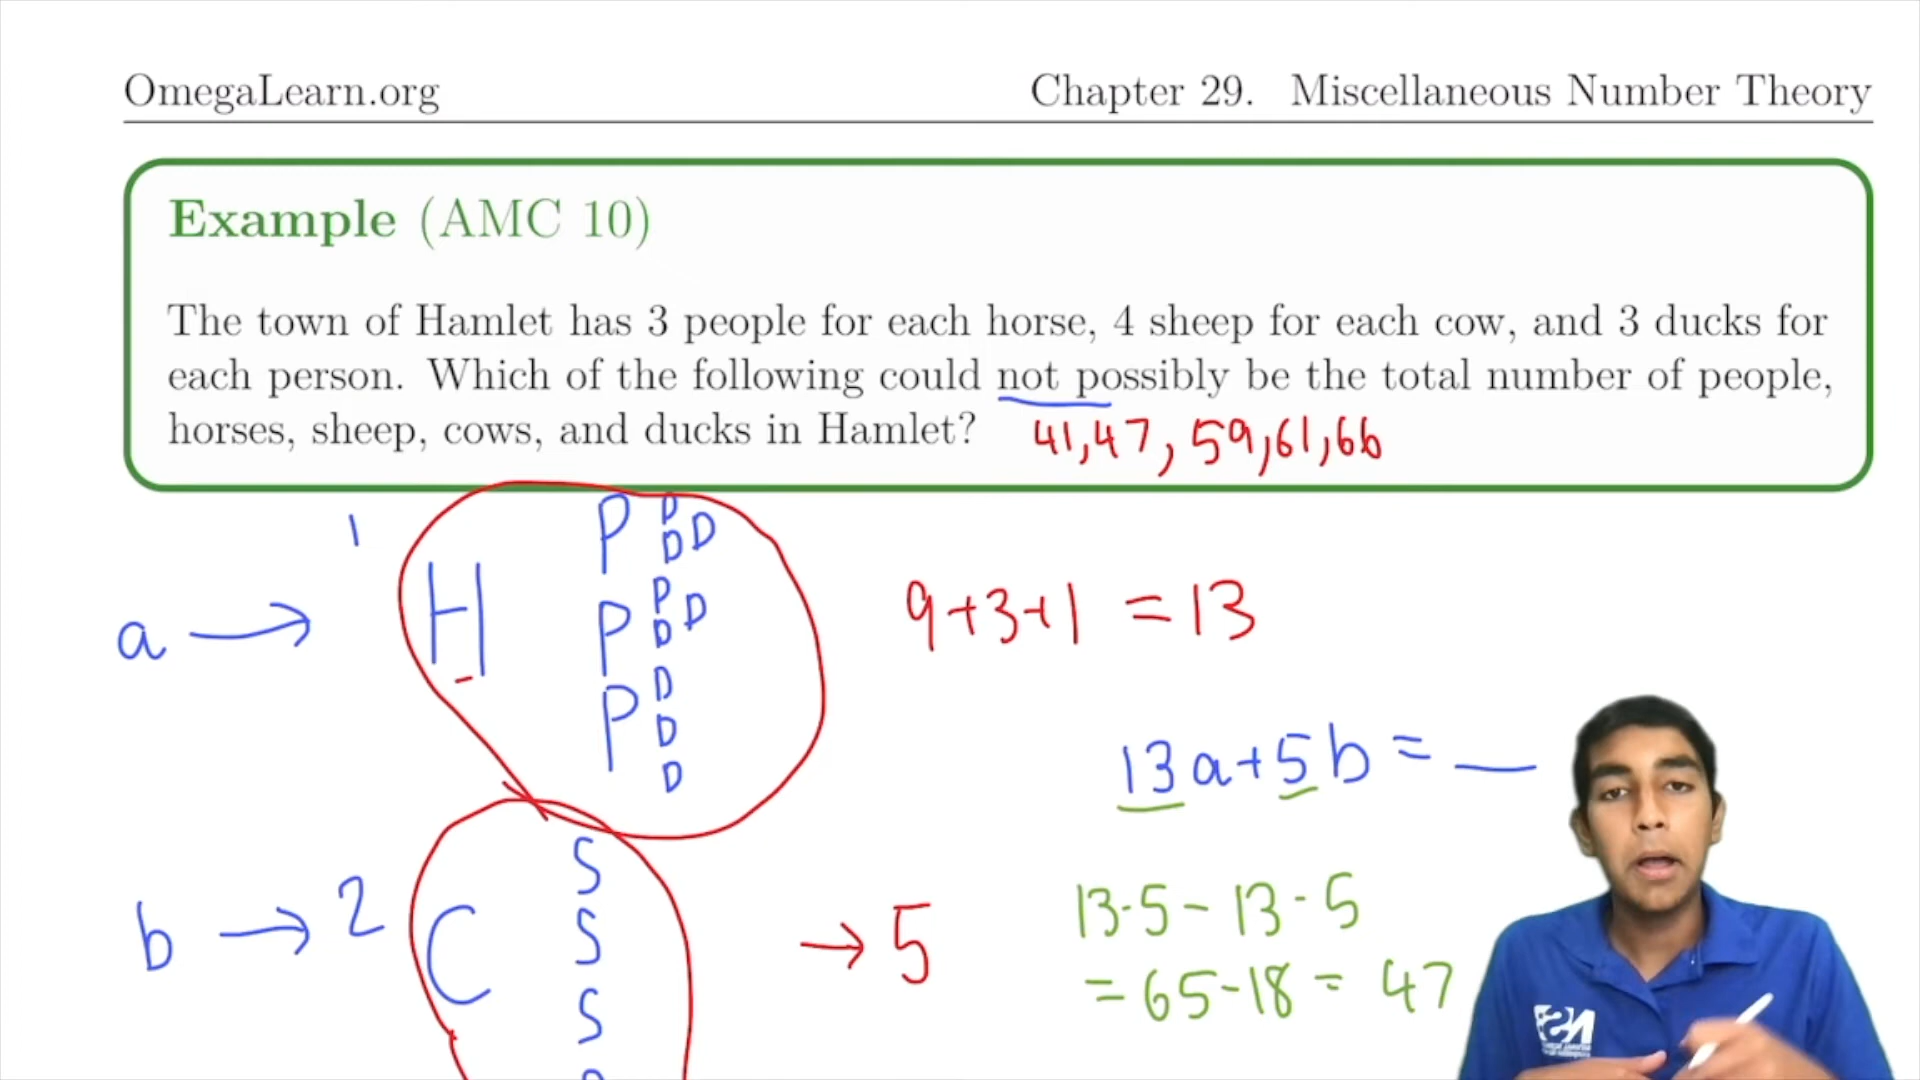 OmegaLearn.org Chapter 29. Miscellaneous Number Theory
Example (AMC 10)
The town of Hamlet has 3 people for each horse, 4 sheep for each cow, and 3 ducks for
each person. Which of the following could not possibly be the total number of people,
horses, sheep, cows, and ducks in Hamlet? 41,47, 59,61,66
1
P D D D
a → H P D D D 9+3+1 = 13
P D D D
13a+5b = __
S
b → 2 C S → 5 13·5 - 13 - 5
S = 65-18 = 47